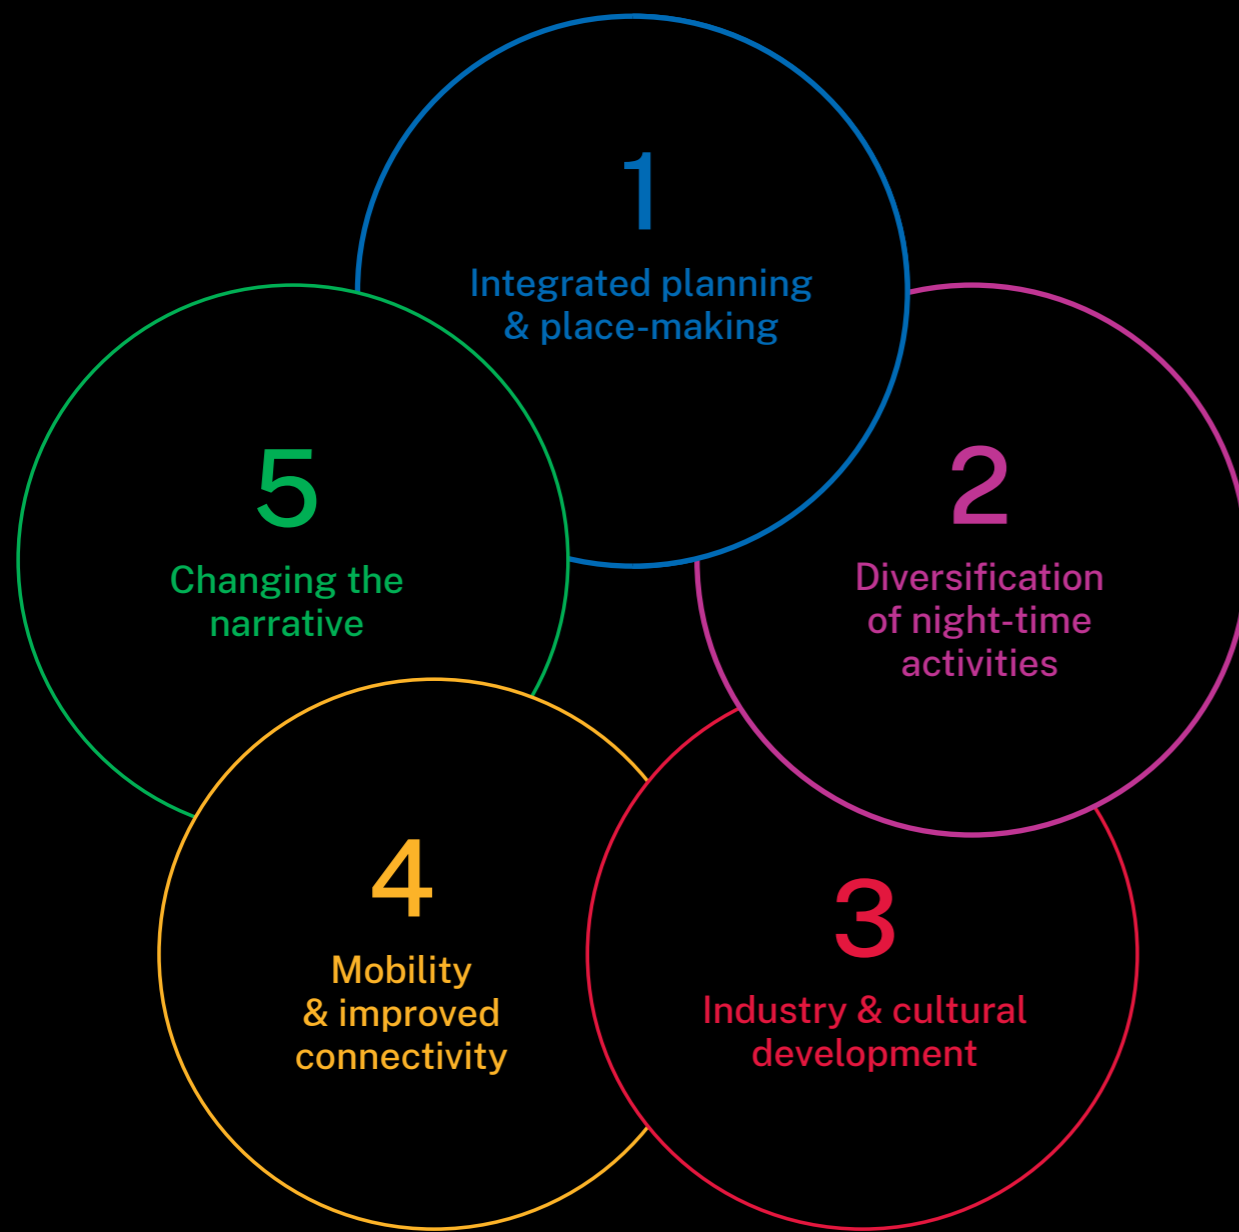 1
Integrated planning
& place-making
2
Diversification
of night-time
activities
3
Industry & cultural
development
4
Mobility
& improved
connectivity
5
Changing the
narrative